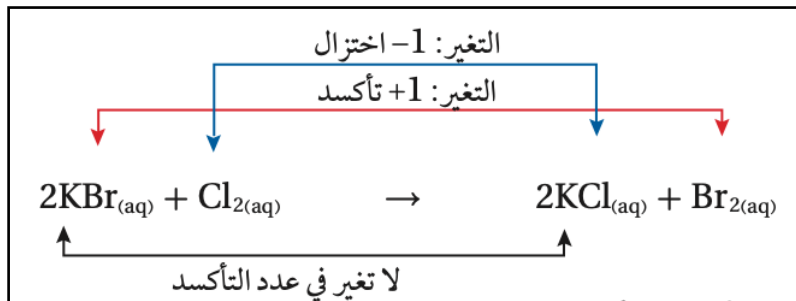 التغير: 1– اختزال
التغير: 1+ تأكسد
2KBr(aq) + Cl2(aq) → 2KCl(aq) + Br2(aq)
لا تغير في عدد التأكسد